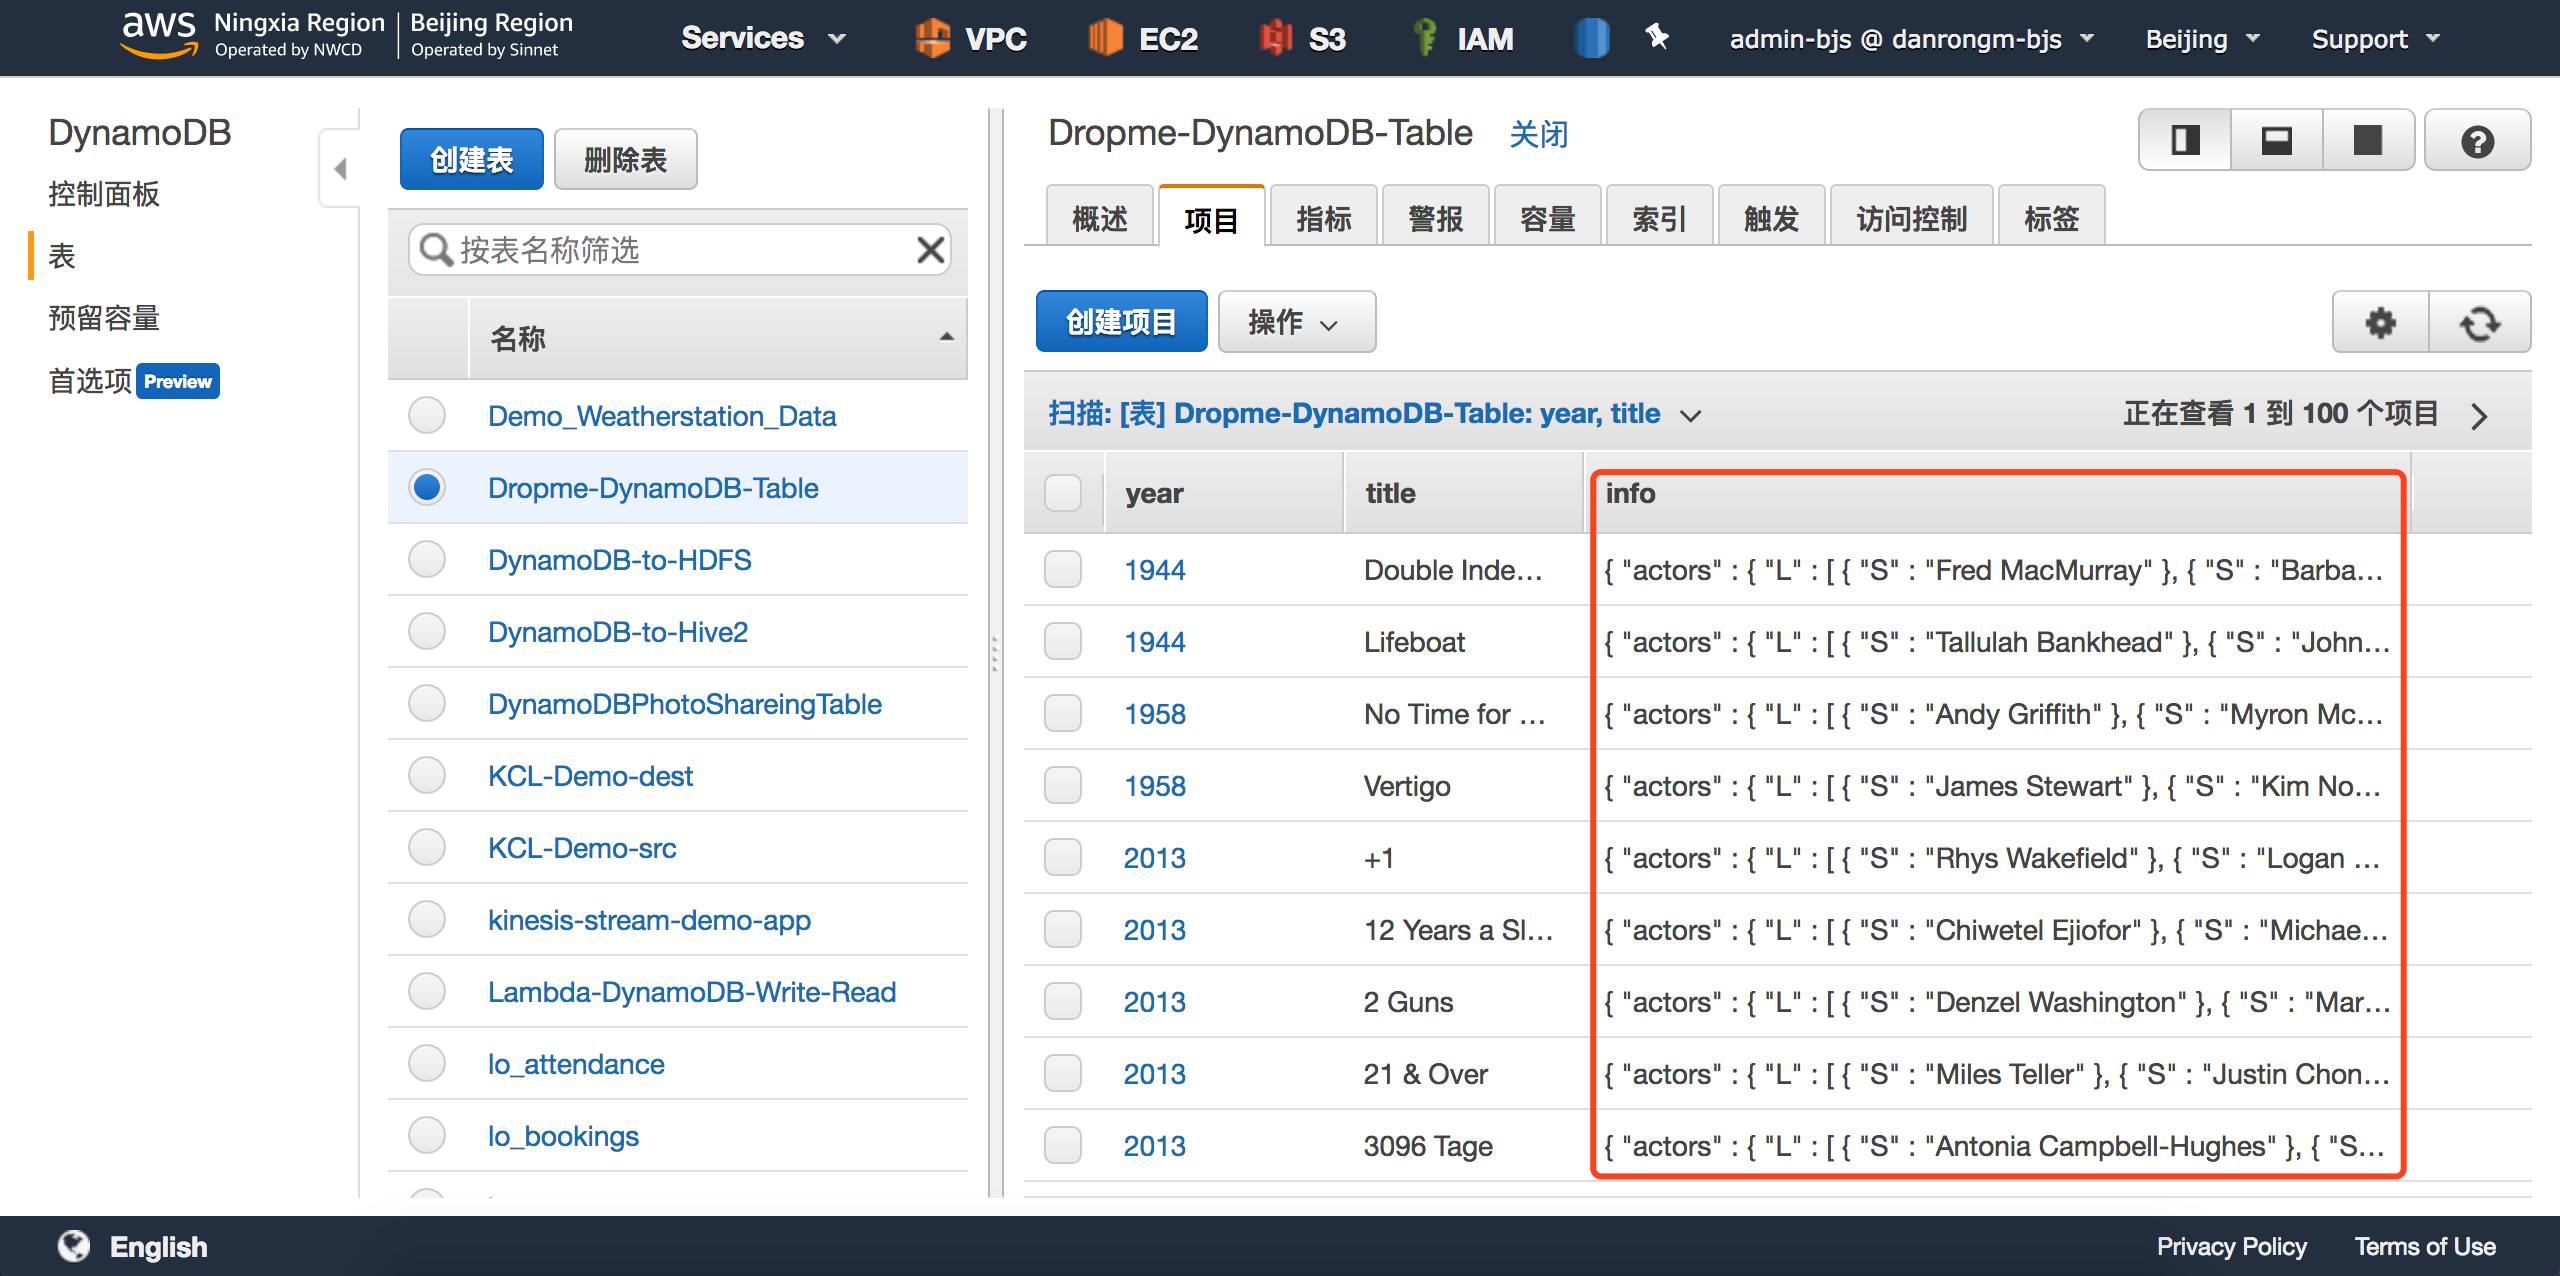 aws Ningxia Region Beijing Region
Operated by NWCD Operated by Sinnet
Services VPC EC2 S3 IAM admin-bjs @ danrongm-bjs Beijing Support
DynamoDB
控制面板
表
预留容量
首选项 Preview
创建表 删除表
按表名称筛选
名称
Demo_Weatherstation_Data
Dropme-DynamoDB-Table
DynamoDB-to-HDFS
DynamoDB-to-Hive2
DynamoDBPhotoShareingTable
KCL-Demo-dest
KCL-Demo-src
kinesis-stream-demo-app
Lambda-DynamoDB-Write-Read
lo_attendance
lo_bookings
Dropme-DynamoDB-Table 关闭
概述 项目 指标 警报 容量 索引 触发 访问控制 标签
创建项目 操作
扫描: [表] Dropme-DynamoDB-Table: year, title 正在查看 1 到 100 个项目
year title info
1944 Double Inde... { "actors" : { "L" : [ { "S" : "Fred MacMurray" }, { "S" : "Barba...
1944 Lifeboat { "actors" : { "L" : [ { "S" : "Tallulah Bankhead" }, { "S" : "John...
1958 No Time for ... { "actors" : { "L" : [ { "S" : "Andy Griffith" }, { "S" : "Myron Mc...
1958 Vertigo { "actors" : { "L" : [ { "S" : "James Stewart" }, { "S" : "Kim No...
2013 +1 { "actors" : { "L" : [ { "S" : "Rhys Wakefield" }, { "S" : "Logan ...
2013 12 Years a Sl... { "actors" : { "L" : [ { "S" : "Chiwetel Ejiofor" }, { "S" : "Michae...
2013 2 Guns { "actors" : { "L" : [ { "S" : "Denzel Washington" }, { "S" : "Mar...
2013 21 & Over { "actors" : { "L" : [ { "S" : "Miles Teller" }, { "S" : "Justin Chon...
2013 3096 Tage { "actors" : { "L" : [ { "S" : "Antonia Campbell-Hughes" }, { "S...
English Privacy Policy Terms of Use